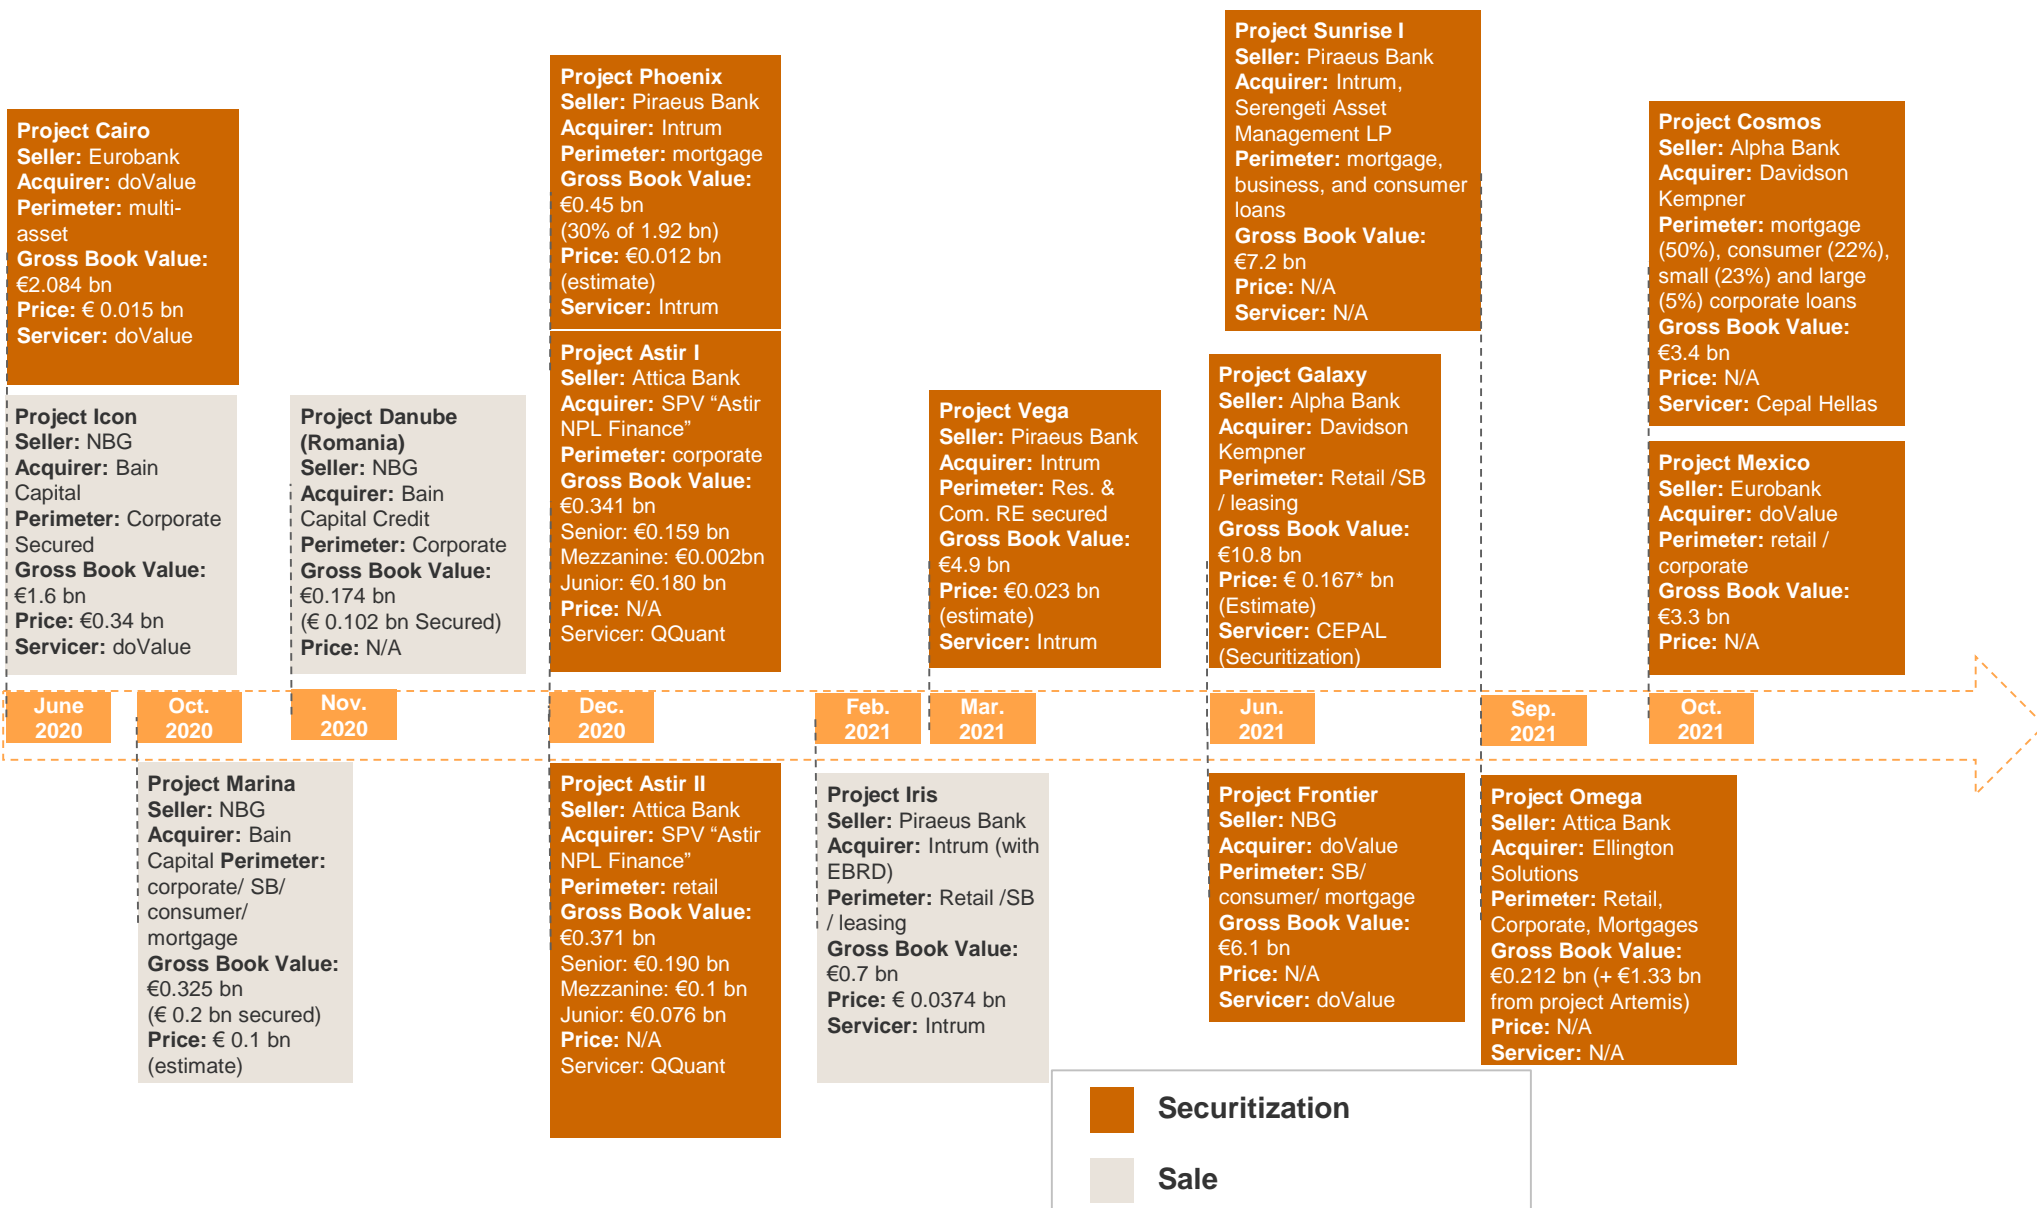 Project Cairo
Seller: Eurobank
Acquirer: doValue
Perimeter: multi-
asset
Gross Book Value:
€2.084 bn
Price: € 0.015 bn
Servicer: doValue
Project Icon
Seller: NBG
Acquirer: Bain
Capital
Perimeter: Corporate
Secured
Gross Book Value:
€1.6 bn
Price: €0.34 bn
Servicer: doValue
Project Danube
(Romania)
Seller: NBG
Acquirer: Bain
Capital Credit
Perimeter: Corporate
Gross Book Value:
€0.174 bn
(€ 0.102 bn Secured)
Price: N/A
Project Phoenix
Seller: Piraeus Bank
Acquirer: Intrum
Perimeter: mortgage
Gross Book Value:
€0.45 bn
(30% of 1.92 bn)
Price: €0.012 bn
(estimate)
Servicer: Intrum
Project Astir I
Seller: Attica Bank
Acquirer: SPV “Astir
NPL Finance”
Perimeter: corporate
Gross Book Value:
€0.341 bn
Senior: €0.159 bn
Mezzanine: €0.002bn
Junior: €0.180 bn
Price: N/A
Servicer: QQuant
Project Vega
Seller: Piraeus Bank
Acquirer: Intrum
Perimeter: Res. &
Com. RE secured
Gross Book Value:
€4.9 bn
Price: €0.023 bn
(estimate)
Servicer: Intrum
Project Sunrise I
Seller: Piraeus Bank
Acquirer: Intrum,
Serengeti Asset
Management LP
Perimeter: mortgage,
business, and consumer
loans
Gross Book Value:
€7.2 bn
Price: N/A
Servicer: N/A
Project Galaxy
Seller: Alpha Bank
Acquirer: Davidson
Kempner
Perimeter: Retail /SB
/ leasing
Gross Book Value:
€10.8 bn
Price: € 0.167* bn
(Estimate)
Servicer: CEPAL
(Securitization)
Project Cosmos
Seller: Alpha Bank
Acquirer: Davidson
Kempner
Perimeter: mortgage
(50%), consumer (22%),
small (23%) and large
(5%) corporate loans
Gross Book Value:
€3.4 bn
Price: N/A
Servicer: Cepal Hellas
Project Mexico
Seller: Eurobank
Acquirer: doValue
Perimeter: retail /
corporate
Gross Book Value:
€3.3 bn
Price: N/A
June
2020
Oct.
2020
Nov.
2020
Dec.
2020
Feb.
2021
Mar.
2021
Jun.
2021
Sep.
2021
Oct.
2021
Project Marina
Seller: NBG
Acquirer: Bain
Capital Perimeter:
corporate/ SB/
consumer/
mortgage
Gross Book Value:
€0.325 bn
(€ 0.2 bn secured)
Price: € 0.1 bn
(estimate)
Project Astir II
Seller: Attica Bank
Acquirer: SPV “Astir
NPL Finance”
Perimeter: retail
Gross Book Value:
€0.371 bn
Senior: €0.190 bn
Mezzanine: €0.1 bn
Junior: €0.076 bn
Price: N/A
Servicer: QQuant
Project Iris
Seller: Piraeus Bank
Acquirer: Intrum (with
EBRD)
Perimeter: Retail /SB
/ leasing
Gross Book Value:
€0.7 bn
Price: € 0.0374 bn
Servicer: Intrum
Project Frontier
Seller: NBG
Acquirer: doValue
Perimeter: SB/
consumer/ mortgage
Gross Book Value:
€6.1 bn
Price: N/A
Servicer: doValue
Project Omega
Seller: Attica Bank
Acquirer: Ellington
Solutions
Perimeter: Retail,
Corporate, Mortgages
Gross Book Value:
€0.212 bn (+ €1.33 bn
from project Artemis)
Price: N/A
Servicer: N/A
Securitization
Sale